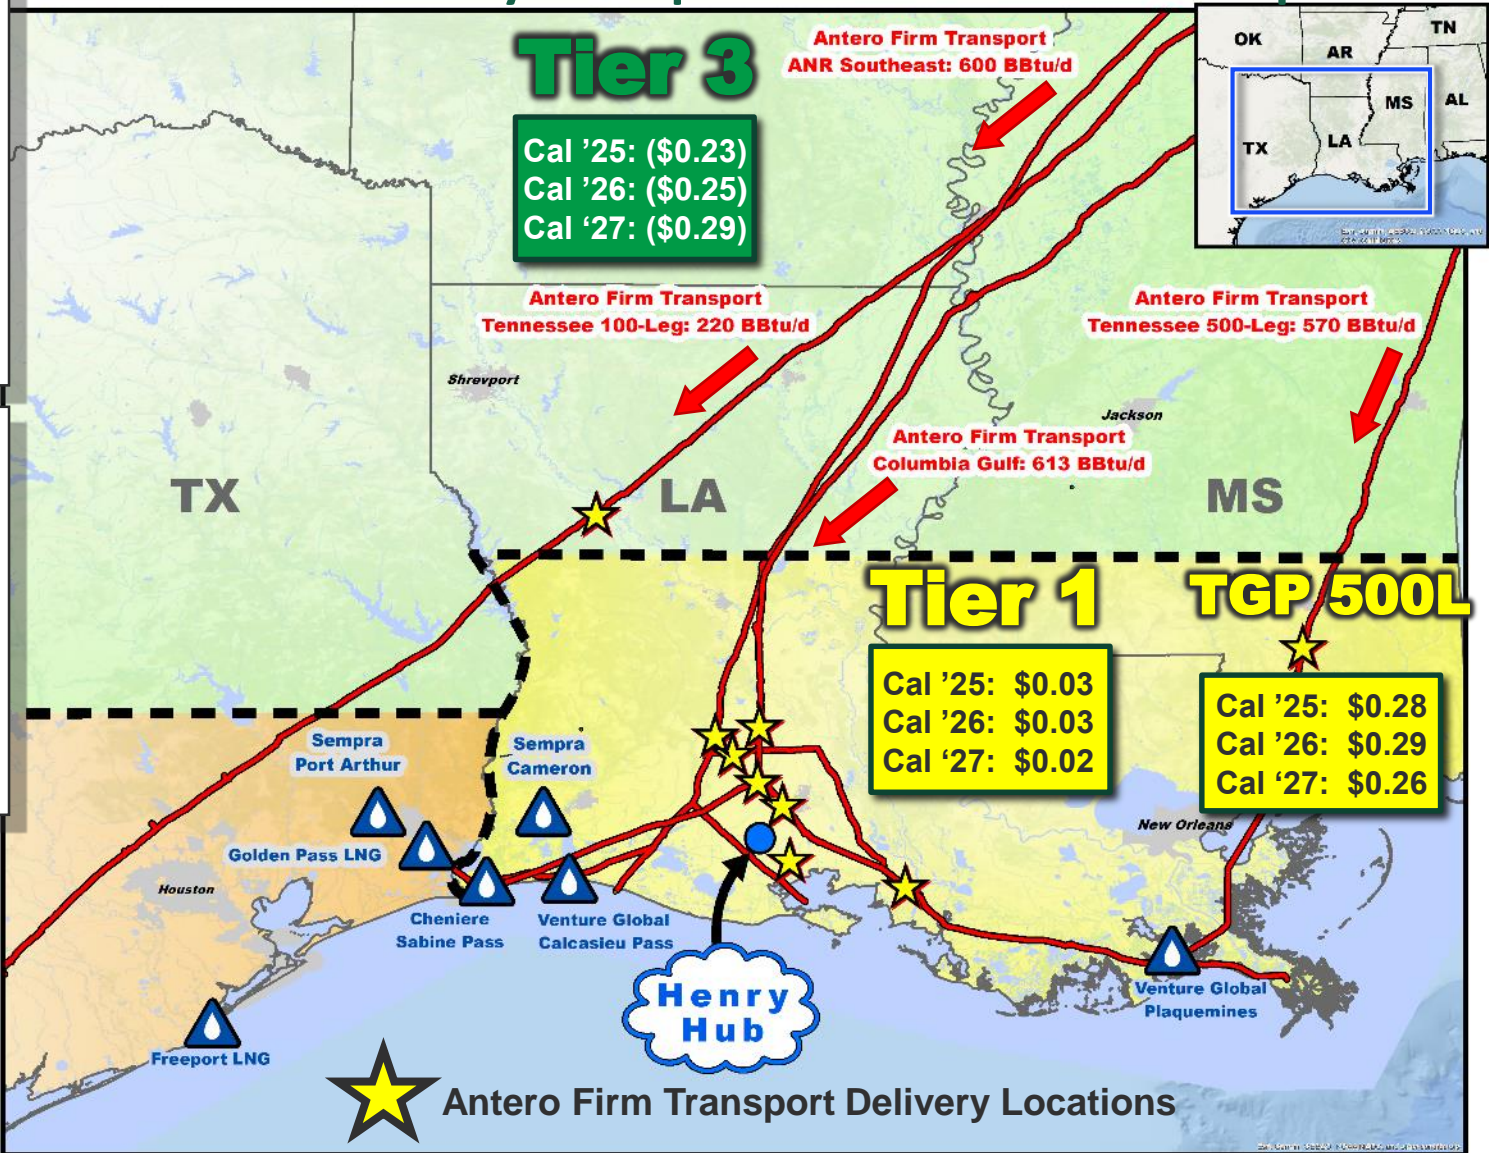 Tier 3
Cal ’25: ($0.23)
Cal ’26: ($0.25)
Cal ‘27: ($0.29)
Antero Firm Transport
ANR Southeast: 600 BBtu/d
OK
AR
TN
TX
LA
MS
AL
Antero Firm Transport
Tennessee 100-Leg: 220 BBtu/d
Antero Firm Transport
Tennessee 500-Leg: 570 BBtu/d
Shrevport
Jackson
Antero Firm Transport
Columbia Gulf: 613 BBtu/d
TX
LA
MS
Tier 1
Cal ’25: $0.03
Cal ’26: $0.03
Cal ‘27: $0.02
TGP 500L
Cal ’25: $0.28
Cal ’26: $0.29
Cal ‘27: $0.26
Sempra
Port Arthur
Sempra
Cameron
Golden Pass LNG
New Orleans
Houston
Cheniere
Sabine Pass
Venture Global
Calcasieu Pass
Henry
Hub
Venture Global
Plaquemines
Freeport LNG
Antero Firm Transport Delivery Locations